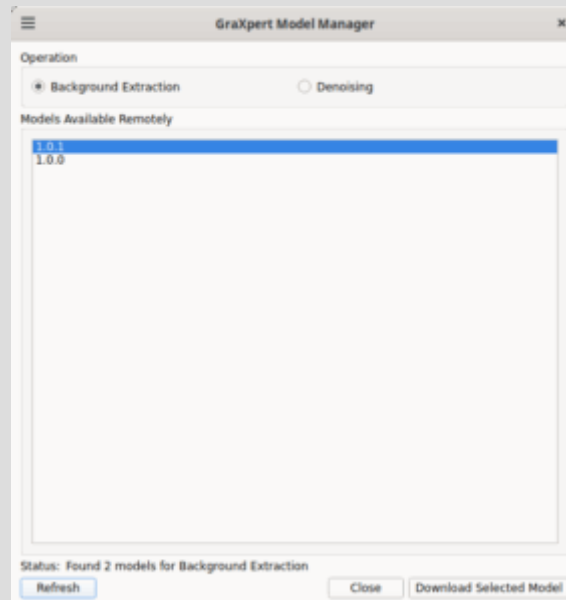 GraXpert Model Manager
Operation
Background Extraction Denoising
Models Available Remotely
1.0.1
1.0.0
Status: Found 2 models for Background Extraction
Refresh Close Download Selected Model